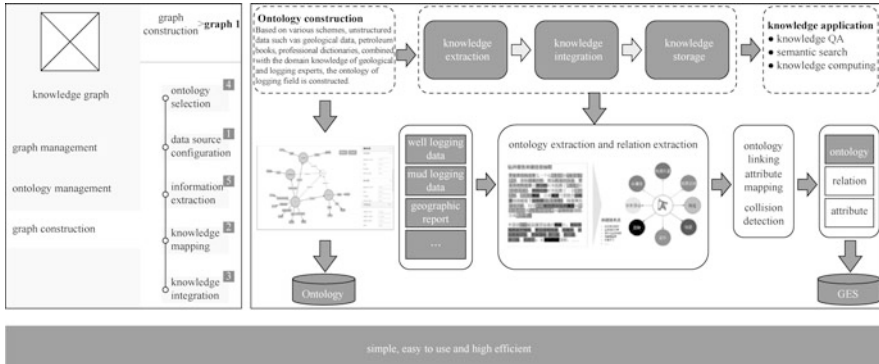 graph
construction
>graph 1
knowledge graph
graph management
ontology management
graph construction
ontology
selection
4
data source
configuration
1
information
extraction
5
knowledge
mapping
2
knowledge
integration
3
Ontology construction
Based on various schemes, unstructured
data such vas geological data, petroleum
books, professional dictionaries, combined
with the domain knowledge of geological
and logging experts, the ontology of
logging field is constructed.
knowledge
extraction
knowledge
integration
knowledge
storage
knowledge application
● knowledge QA
● semantic search
● knowledge computing
Ontology
well logging
data
mud logging
data
geographic
report
...
ontology extraction and relation extraction
ontology
linking
attribute
mapping
collision
detection
ontology
relation
attribute
GES
simple, easy to use and high efficient